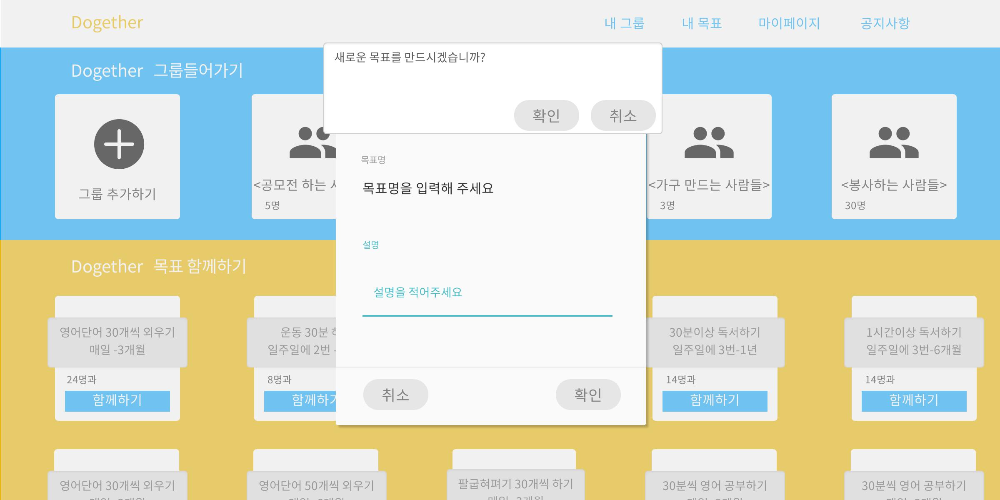 Dogether
내 그룹
내 목표
마이페이지
공지사항
새로운 목표를 만드시겠습니까?
확인
취소
Dogether 그룹들어가기
그룹 추가하기
<공모전 하는
5명
<가구 만드는 사람들>
3명
<봉사하는 사람들>
30명
목표명
목표명을 입력해 주세요
설명
설명을 적어주세요
취소
확인
Dogether 목표 함께하기
영어단어 30개씩 외우기
매일 -3개월
24명과
함께하기
운동 30분
일주일에 2번 -
8명과
함께하기
30분이상 독서하기
일주일에 3번-1년
14명과
함께하기
1시간이상 독서하기
일주일에 3번-6개월
14명과
함께하기
영어단어 30개씩 외우기
영어단어 50개씩 외우기
팔굽혀펴기 30개씩 하기
30분씩 영어 공부하기
30분씩 영어 공부하기